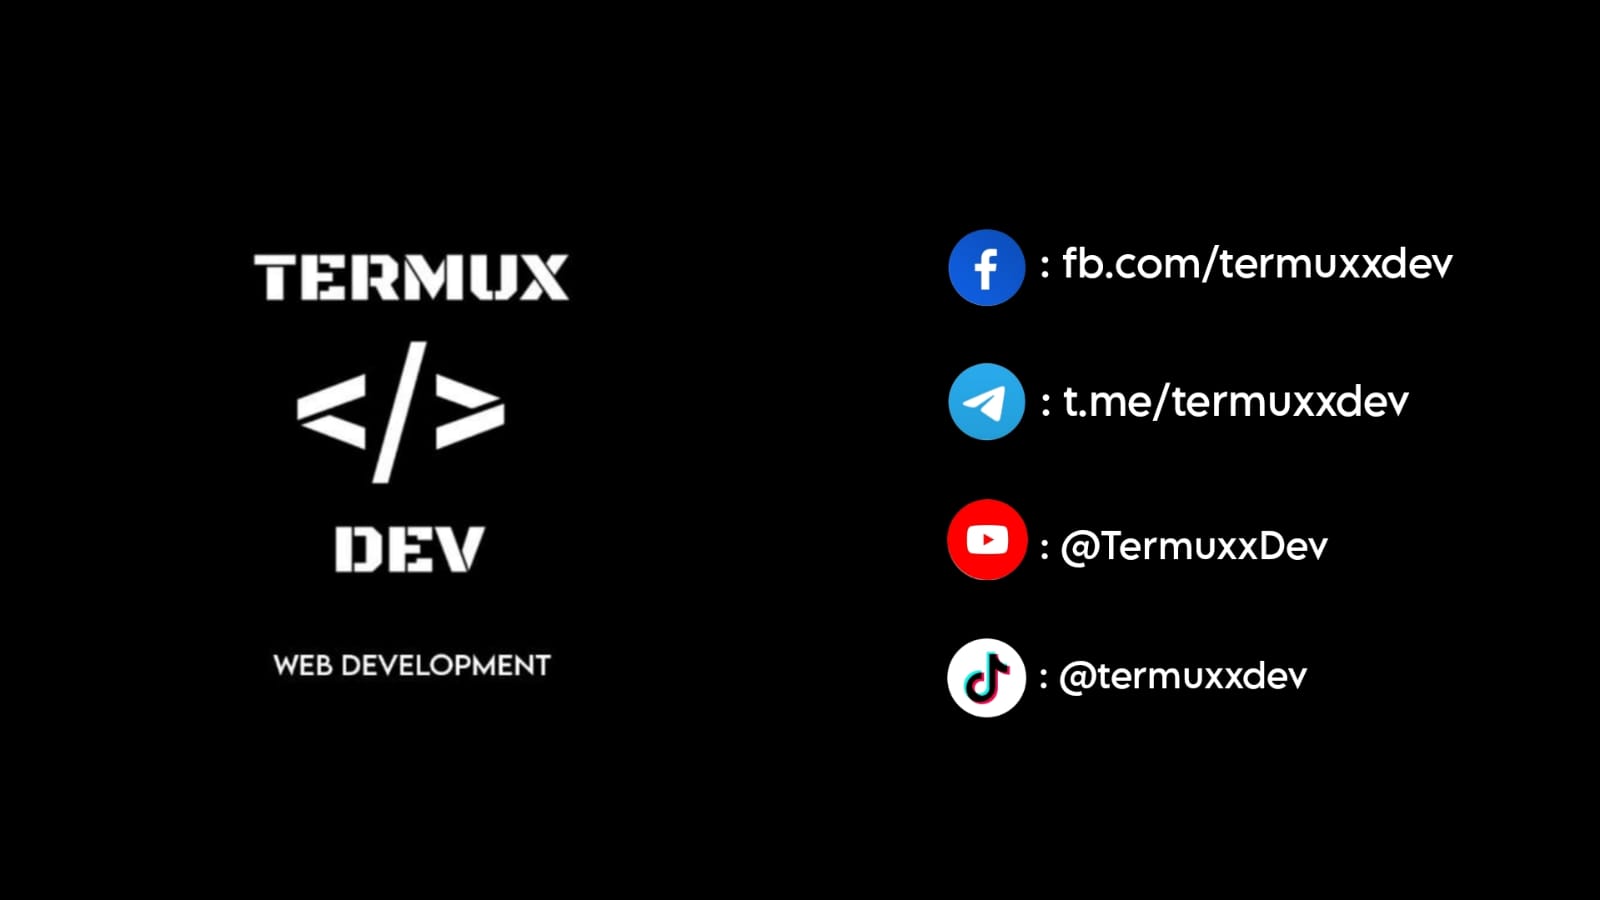 TERMUX
</>
DEV
WEB DEVELOPMENT
: fb.com/termuxxdev
: t.me/termuxxdev
: @TermuxxDev
: @termuxxdev